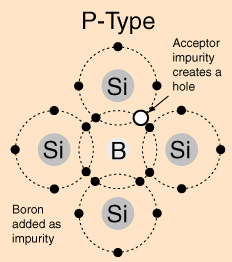 P-Type
Acceptor
impurity
creates a
hole
Si
Si
B
Si
Si
Boron
added as
impurity